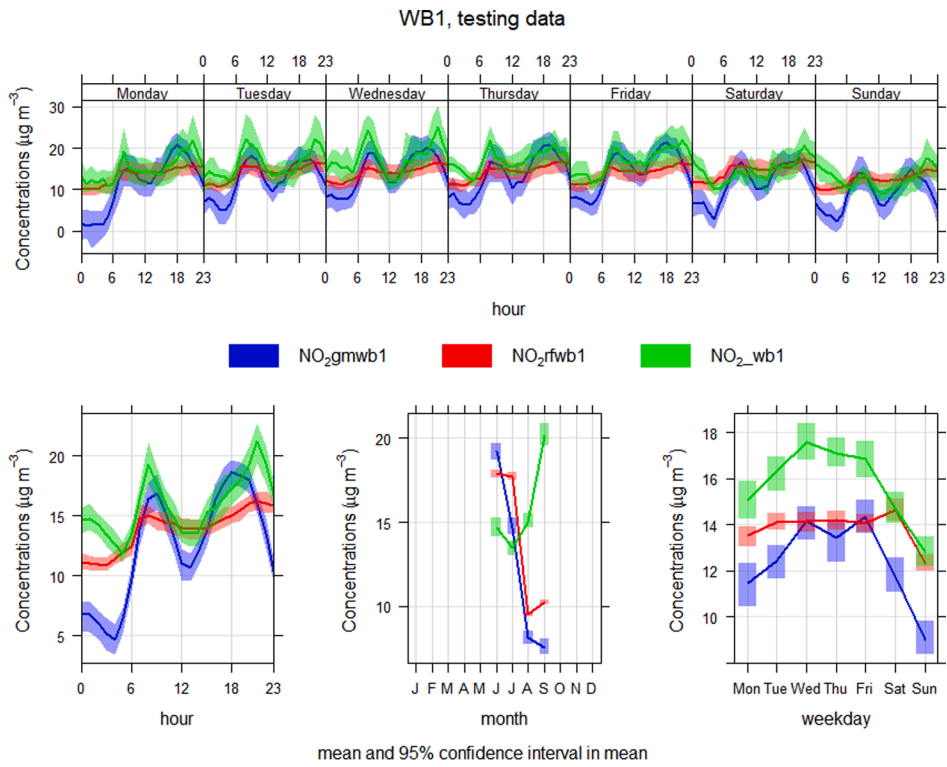 WB1, testing data
0 6 12 18 23 0 6 12 18 23 0 6 12 18 23
Monday Tuesday Wednesday Thursday Friday Saturday Sunday
Concentrations (µg m⁻³)
30
20
10
0
0 6 12 18 23 0 6 12 18 23 0 6 12 18 23 0 6 12 18 23
hour
NO₂gmwb1 NO₂rfwb1 NO₂_wb1
Concentrations (µg m⁻³)
20
15
10
5
0 6 12 18 23
hour
Concentrations (µg m⁻³)
20
15
10
J F M A M J J A S O N D
month
Concentrations (µg m⁻³)
18
16
14
12
10
Mon Tue Wed Thu Fri Sat Sun
weekday
mean and 95% confidence interval in mean